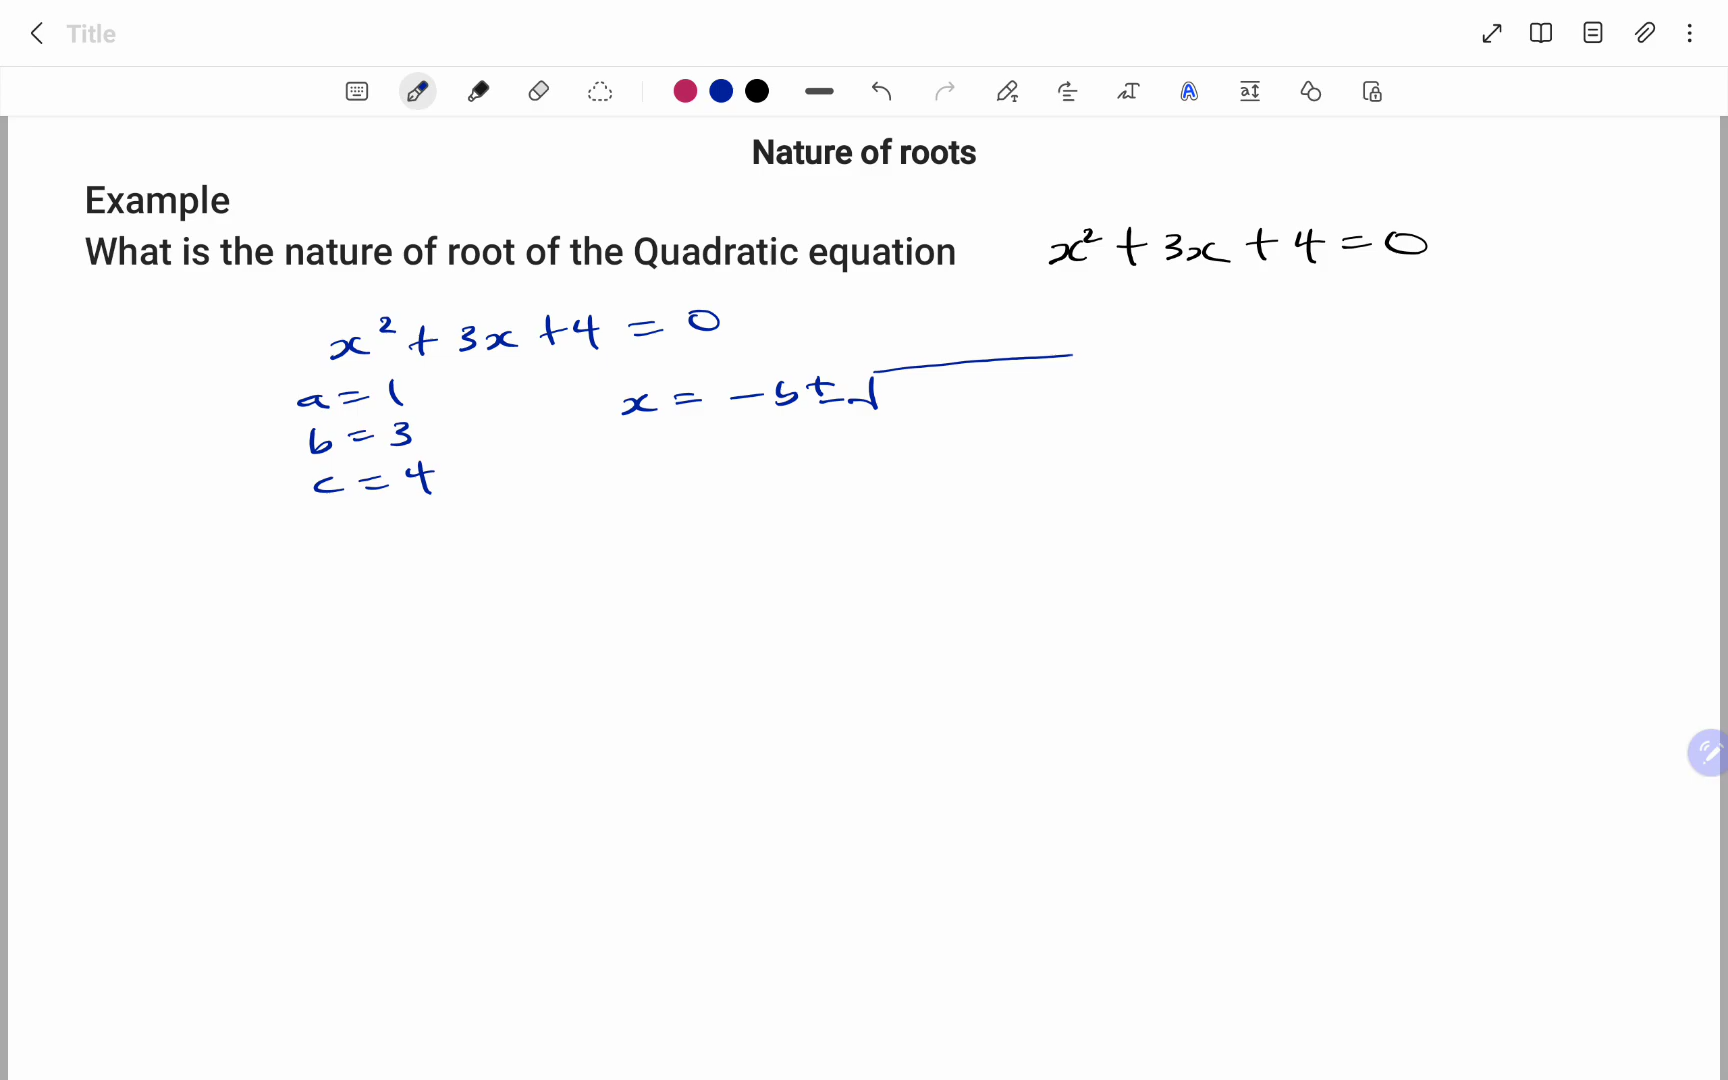 Title
Nature of roots
Example
What is the nature of root of the Quadratic equation x² + 3x + 4 = 0
x² + 3x + 4 = 0
a = 1
x = - b ± √
b = 3
c = 4